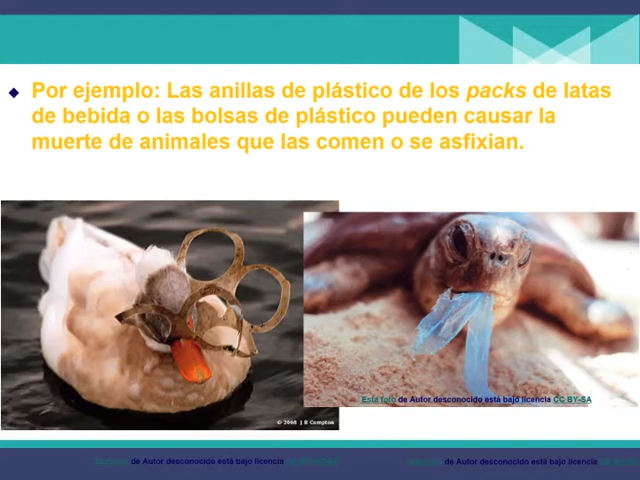 Por ejemplo: Las anillas de plástico de los packs de latas
de bebida o las bolsas de plástico pueden causar la
muerte de animales que las comen o se asfixian.
Esta foto de Autor desconocido está bajo licencia CC BY-SA
© 2008 J B Compton
de Autor desconocido está bajo licencia
de Autor desconocido está bajo licencia